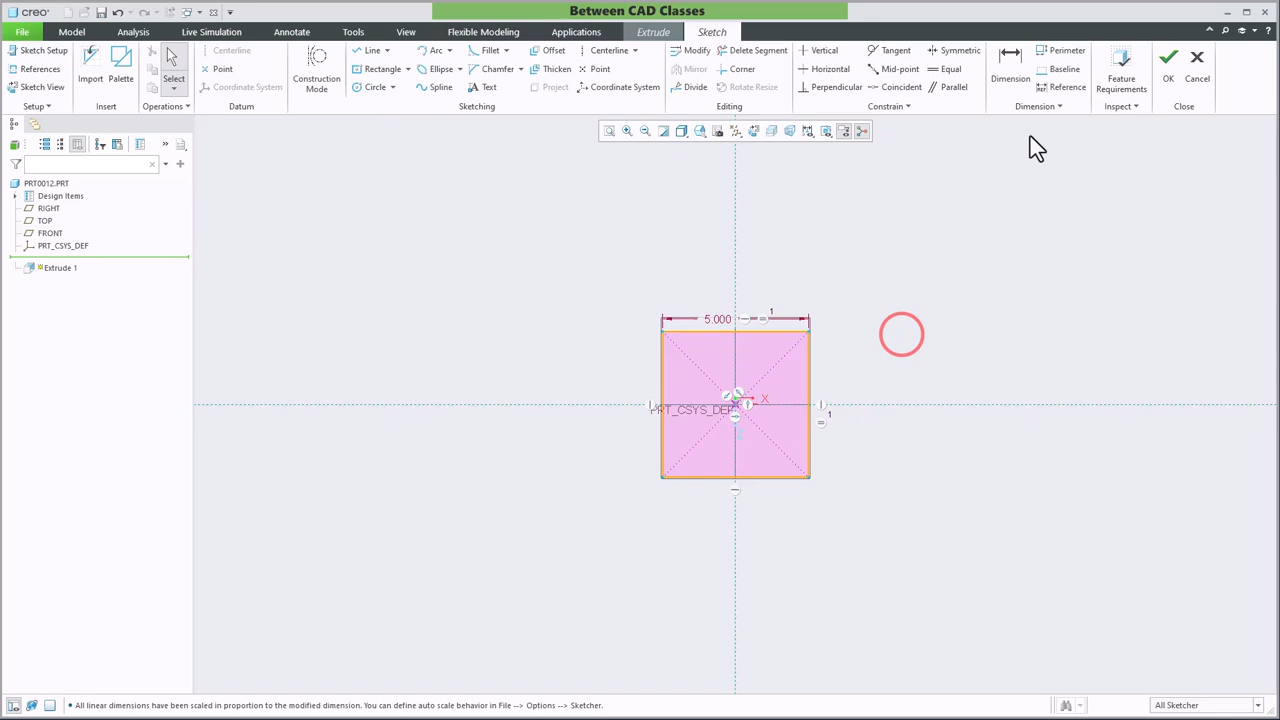 Between CAD Classes
creo
File Model Analysis Live Simulation Annotate Tools View Flexible Modeling Applications Extrude Sketch
Sketch Setup
References
Sketch View
Setup
Import
Palette
Insert
Select
Operations
Centerline
Point
Coordinate System
Datum
Construction
Mode
Line Arc Fillet Offset Centerline
Rectangle Ellipse Chamfer Thicken Point
Circle Spline Text Project Coordinate System
Sketching
Modify Delete Segment
Mirror Corner
Divide Rotate Resize
Editing
Vertical Tangent Symmetric
Horizontal Mid-point Equal
Perpendicular Coincident Parallel
Constrain
Dimension
Perimeter
Baseline
Reference
Dimension
Feature
Requirements
Inspect
OK
Cancel
Close
PRT0012.PRT
Design Items
RIGHT
TOP
FRONT
PRT_CSYS_DEF
Extrude 1
5.000
1
X
PRT_CSYS_DEF
1
All linear dimensions have been scaled in proportion to the modified dimension. You can define auto scale behavior in File --> Options --> Sketcher.
All Sketcher